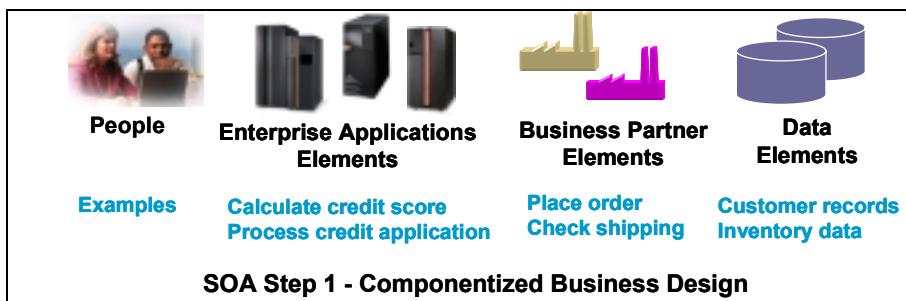 People
Enterprise Applications
Elements
Business Partner
Elements
Data
Elements
Examples
Calculate credit score
Process credit application
Place order
Check shipping
Customer records
Inventory data
SOA Step 1 - Componentized Business Design